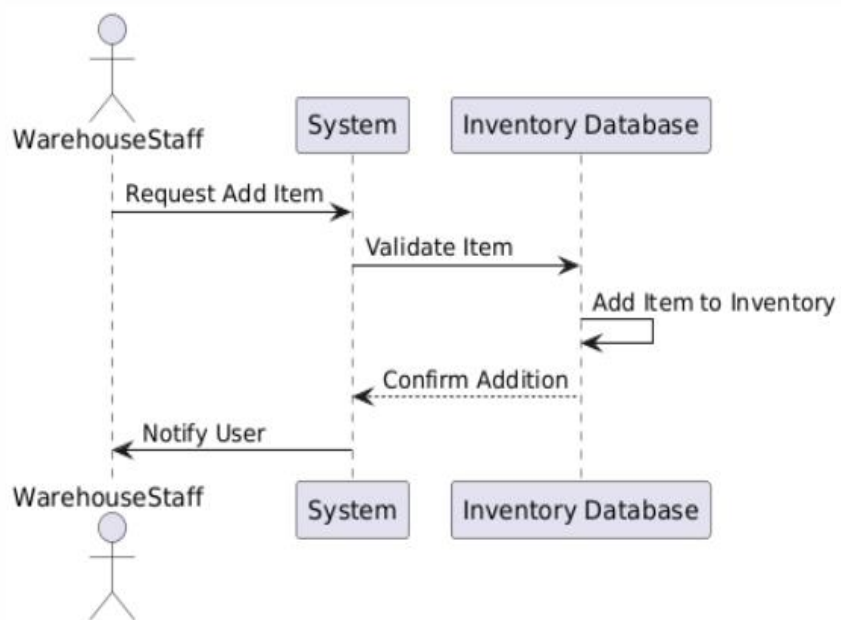 WarehouseStaff
System
Inventory Database
Request Add Item
Validate Item
Add Item to Inventory
Confirm Addition
Notify User
WarehouseStaff
System
Inventory Database